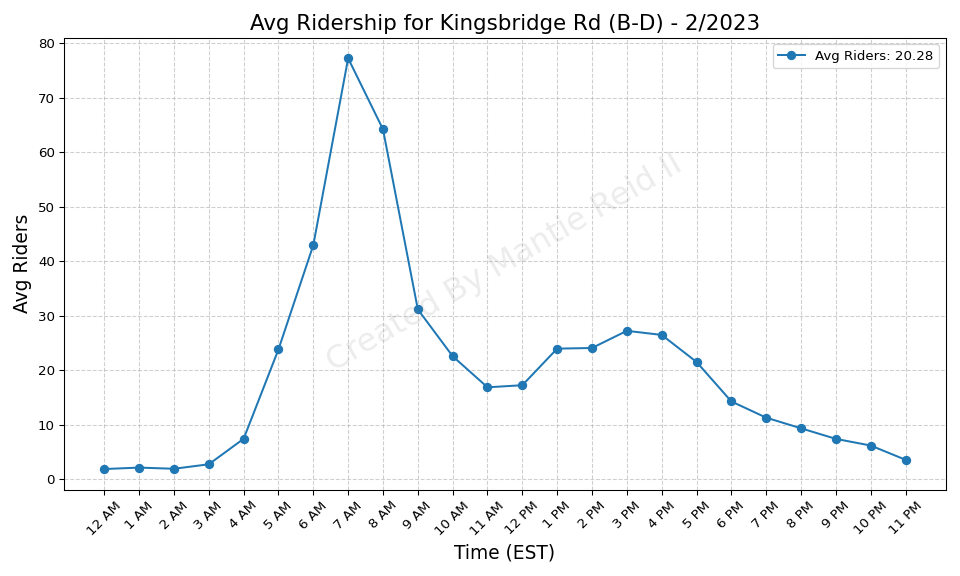 Avg Ridership for Kingsbridge Rd (B-D) - 2/2023
Avg Riders: 20.28
80
70
60
50
40
30
20
10
0
Avg Riders
Created By Mantle Reid II
12 AM
1 AM
2 AM
3 AM
4 AM
5 AM
6 AM
7 AM
8 AM
9 AM
10 AM
11 AM
12 PM
1 PM
2 PM
3 PM
4 PM
5 PM
6 PM
7 PM
8 PM
9 PM
10 PM
11 PM
Time (EST)